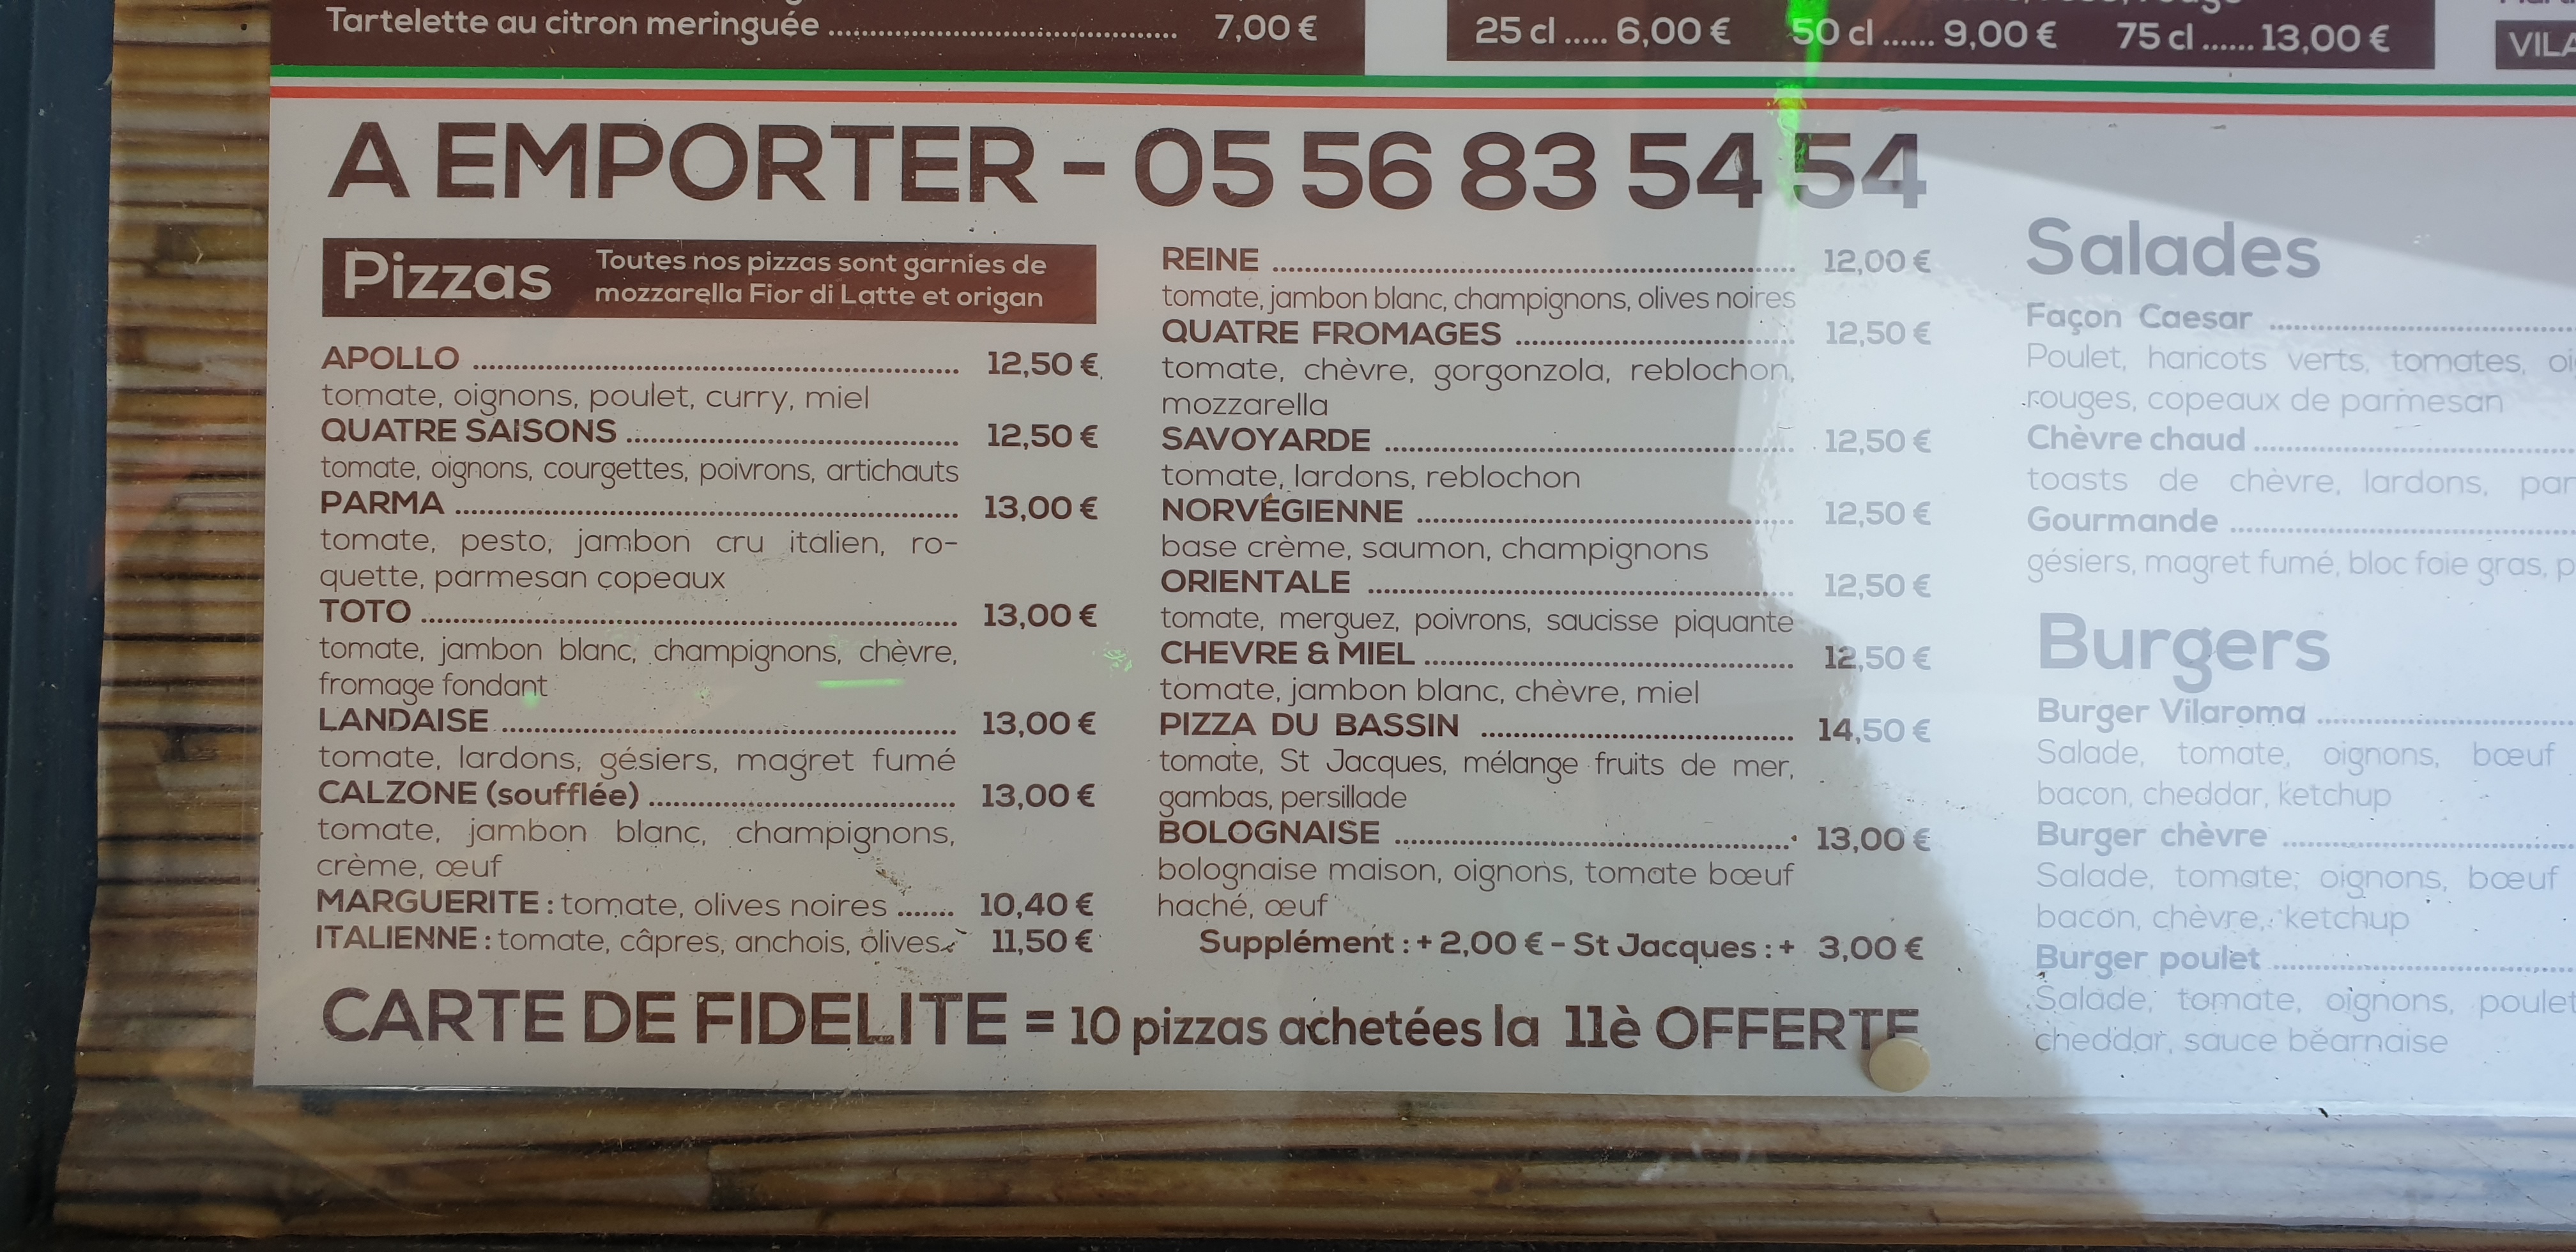 Tartelette au citron meringuée ........ 7,00 €
25 cl ..... 6,00 € 50 cl ...... 9,00 € 75 cl ...... 13,00 €
A EMPORTER - 05 56 83 54 54
Pizzas
Toutes nos pizzas sont garnies de
mozzarella Fior di Latte et origan
APOLLO ........ 12,50 €
tomate, oignons, poulet, curry, miel
QUATRE SAISONS ........ 12,50 €
tomate, oignons, courgettes, poivrons, artichauts
PARMA ........ 13,00 €
tomate, pesto, jambon cru italien, ro-
quette, parmesan copeaux
TOTO ........ 13,00 €
tomate, jambon blanc, champignons, chèvre,
fromage fondant
LANDAISE ........ 13,00 €
tomate, lardons, gésiers, magret fumé
CALZONE (soufflée) ........ 13,00 €
tomate, jambon blanc, champignons,
crème, œuf
MARGUERITE : tomate, olives noires ....... 10,40 €
ITALIENNE : tomate, câpres, anchois, olives.. 11,50 €
REINE ........ 12,00 €
tomate, jambon blanc, champignons, olives noires
QUATRE FROMAGES ........ 12,50 €
tomate, chèvre, gorgonzola, reblochon,
mozzarella
SAVOYARDE ........ 12,50 €
tomate, lardons, reblochon
NORVÉGIENNE ........ 12,50 €
base crème, saumon, champignons
ORIENTALE ........ 12,50 €
tomate, merguez, poivrons, saucisse piquante
CHEVRE & MIEL ........ 12,50 €
tomate, jambon blanc, chèvre, miel
PIZZA DU BASSIN ........ 14,50 €
tomate, St Jacques, mélange fruits de mer,
gambas, persillade
BOLOGNAISE ........ 13,00 €
bolognaise maison, oignons, tomate bœuf
haché, œuf
Supplément : + 2,00 € - St Jacques : + 3,00 €
CARTE DE FIDELITE = 10 pizzas achetées la 11è OFFERTE
VILA
Salades
Façon Caesar ........
Poulet, haricots verts, tomates,
rouges, copeaux de parmesan
Chèvre chaud ........
toasts de chèvre, lardons,
Gourmande ........
gésiers, magret fumé, bloc foie gras,
Burgers
Burger Vilaroma ........
Salade, tomate, oignons, bœuf
bacon, cheddar, ketchup
Burger chèvre ........
Salade, tomate, oignons, bœuf
bacon, chèvre, ketchup
Burger poulet ........
Salade, tomate, oignons, poulet
cheddar, sauce béarnaise